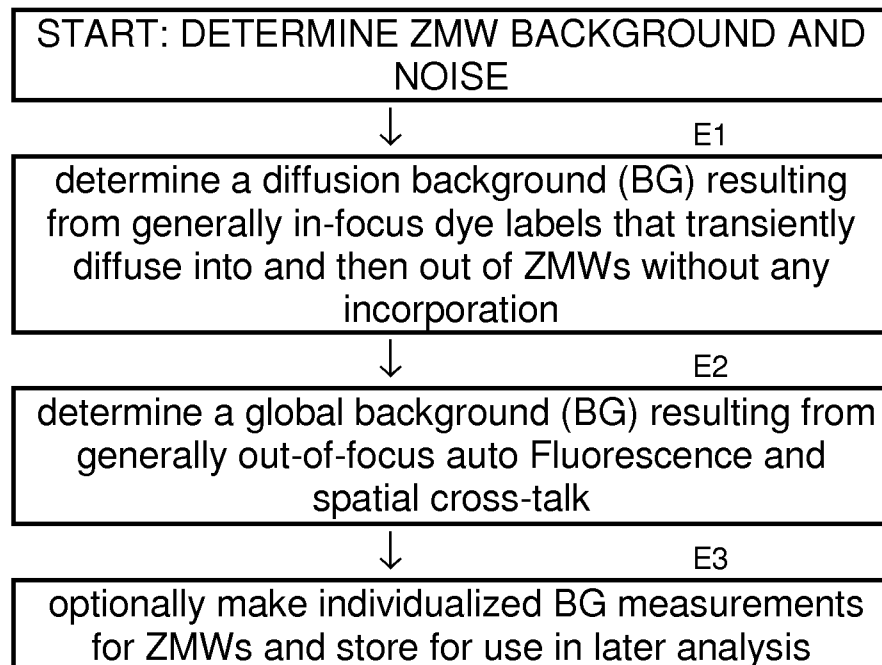 START: DETERMINE ZMW BACKGROUND AND
NOISE
↓ E1
determine a diffusion background (BG) resulting
from generally in-focus dye labels that transiently
diffuse into and then out of ZMWs without any
incorporation
↓ E2
determine a global background (BG) resulting from
generally out-of-focus auto Fluorescence and
spatial cross-talk
↓ E3
optionally make individualized BG measurements
for ZMWs and store for use in later analysis